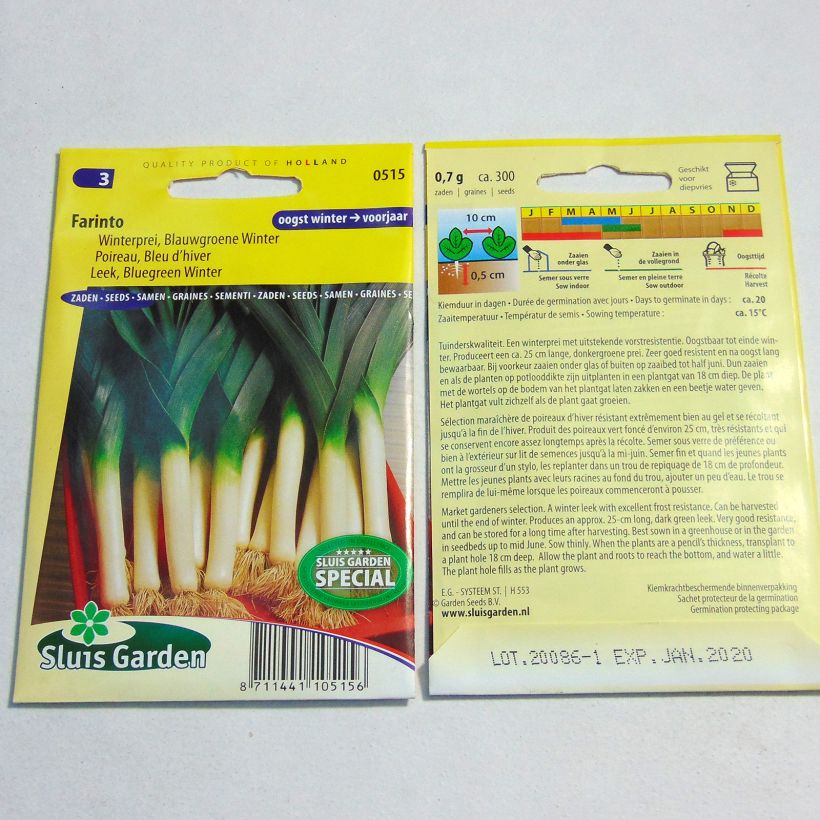 QUALITY PRODUCT OF HOLLAND
3
0515
Farinto
oogst winter → voorjaar
Winterprei, Blauwgroene Winter
Poireau, Bleu d'hiver
Leek, Bluegreen Winter
ZADEN • SEEDS • SAMEN • GRAINES • SEMENTI • ZADEN • SEEDS • SAMEN • GRAINES • SE
SLUIS GARDEN
SPECIAL
Sluis Garden
8 711441 105156
0,7 g ca. 300
zaden | graines | seeds
Geschikt
voor
diepvries
10 cm
0,5 cm
J F M A M J J A S O N D
Zaaien
onder glas
Semer sous verre
Sow indoor
Zaaien in
de vollegrond
Semer en pleine terre
Sow outdoor
Oogsttijd
Récolte
Harvest
Kiemduur in dagen • Durée de germination avec jours • Days to germinate in days : ca. 20
Zaaitemperatuur • Températur de semis • Sowing temperature : ca. 15°C
Tuinderskwaliteit. Een winterprei met uitstekende vorstresistentie. Oogstbaar tot einde win-
ter. Produceert een ca. 25 cm lange, donkergroene prei. Zeer goed resistent en na oogst lang
bewaarbaar. Bij voorkeur zaaien onder glas of buiten op zaaibed tot half juni. Dun zaaien
en als de planten op potlooddikte zijn uitplanten in een plantgat van 18 cm diep. De plant
met de wortels op de bodem van het plantgat laten zakken en een beetje water geven.
Het plantgat vult zichzelf als de plant gaat groeien.
Sélection maraîchère de poireaux d'hiver résistant extrêmement bien au gel et se récoltant
jusqu'à la fin de l'hiver. Produit des poireaux vert foncé d'environ 25 cm, très résistants et qui
se conservent encore assez longtemps après la récolte. Semer sous verre de préférence ou
bien à l'extérieur sur lit de semences jusqu'à la mi-juin. Semer fin et quand les jeunes plants
ont la grosseur d'un stylo, les replanter dans un trou de repiquage de 18 cm de profondeur.
Mettre les jeunes plants avec leurs racines au fond du trou, ajouter un peu d'eau. Le trou se
remplira de lui-même lorsque les poireaux commenceront à pousser.
Market gardeners selection. A winter leek with excellent frost resistance. Can be harvested
until the end of winter. Produces an approx. 25-cm long, dark green leek. Very good resistance,
and can be stored for a long time after harvesting. Best sown in a greenhouse or in the garden
in seedbeds up to mid June. Sow thinly. When the plants are a pencil's thickness, transplant to
a plant hole 18 cm deep. Allow the plant and roots to reach the bottom, and water a little.
The plant hole fills as the plant grows.
E.G. - SYSTEEM ST. | H 553
© Garden Seeds B.V.
www.sluisgarden.nl
Kiemkrachtbeschermende binnenverpakking
Sachet protecteur de la germination
Germination protecting package
LOT.20086-1 EXP.JAN.2020